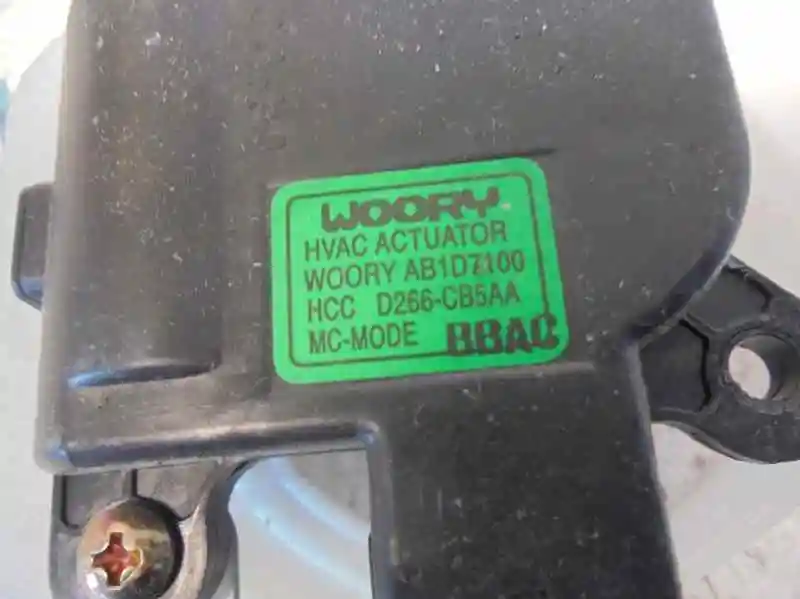 WOORY
HVAC ACTUATOR
WOORY AB1D7100
HCC D266-CB5AA
MC-MODE BBAC